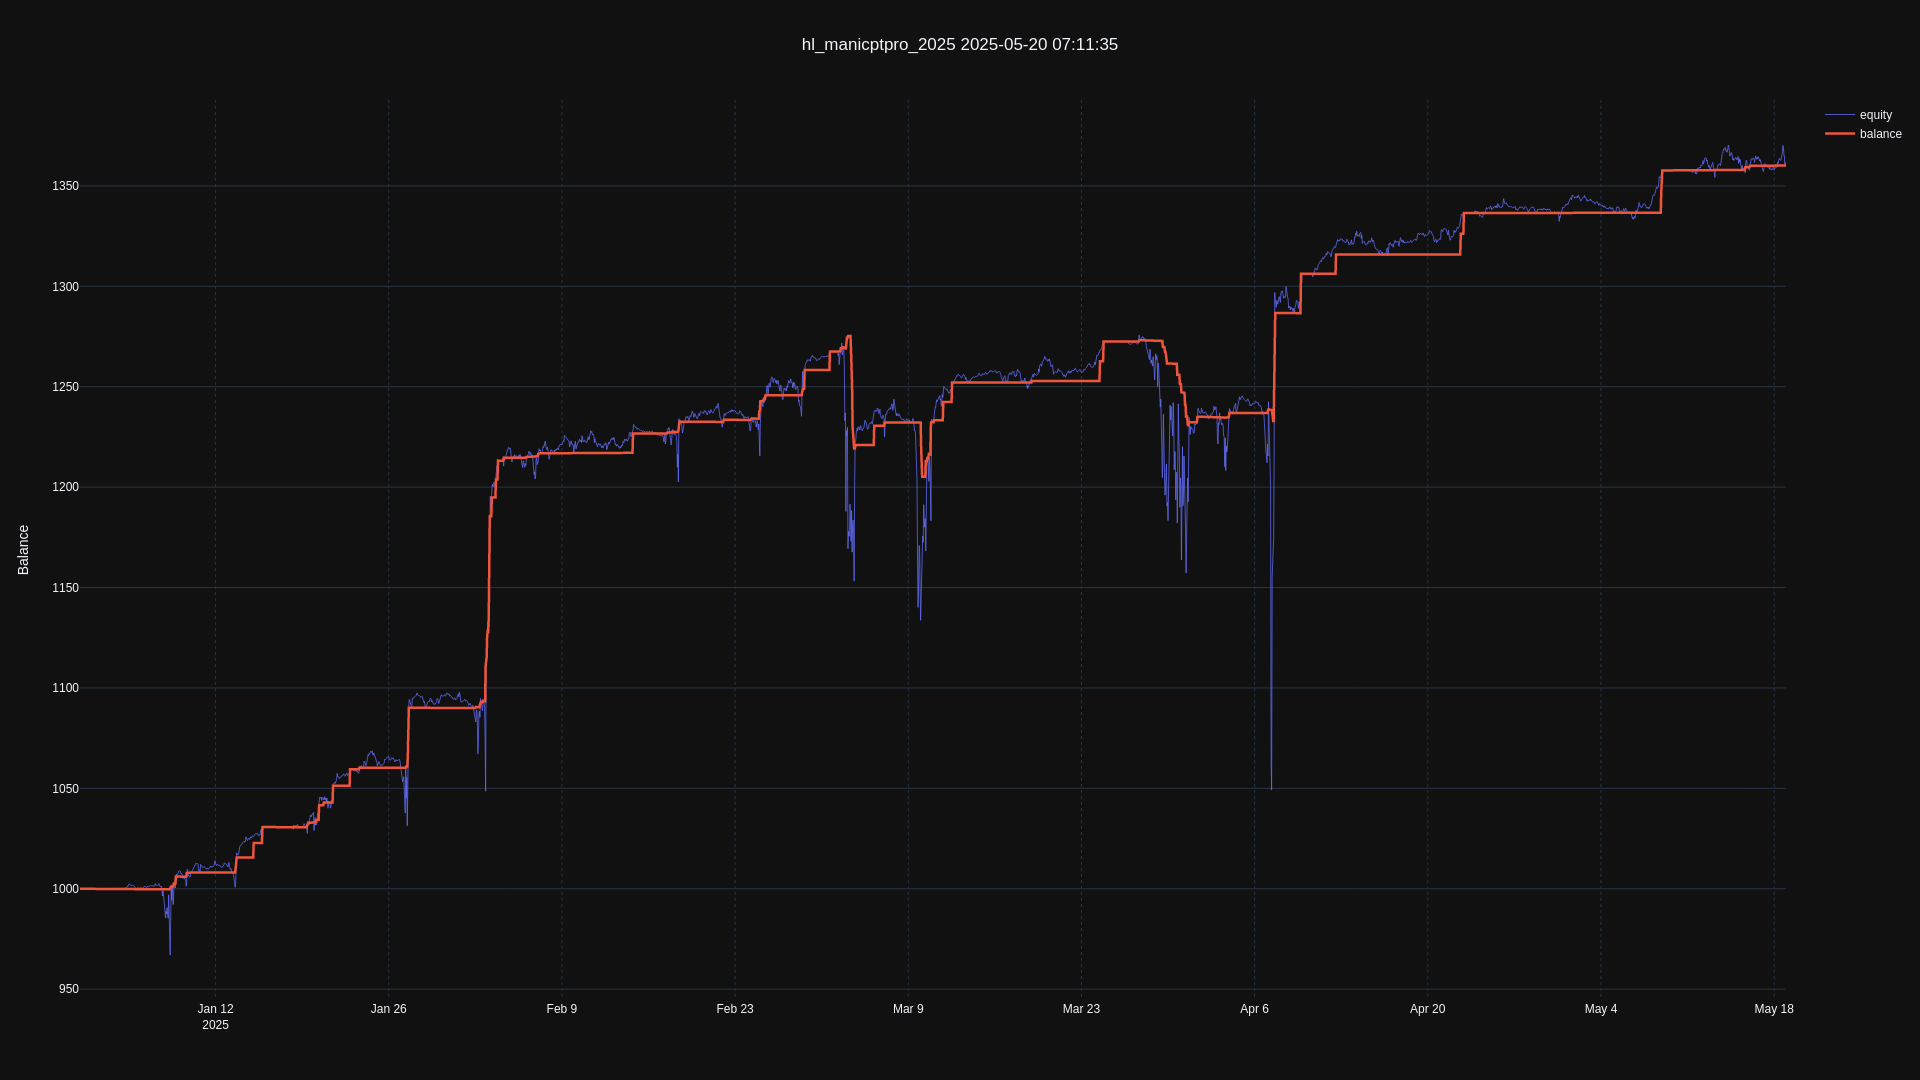 hl_manicptpro_2025 2025-05-20 07:11:35
equity
balance
Balance
1350
1300
1250
1200
1150
1100
1050
1000
950
Jan 12
2025
Jan 26
Feb 9
Feb 23
Mar 9
Mar 23
Apr 6
Apr 20
May 4
May 18